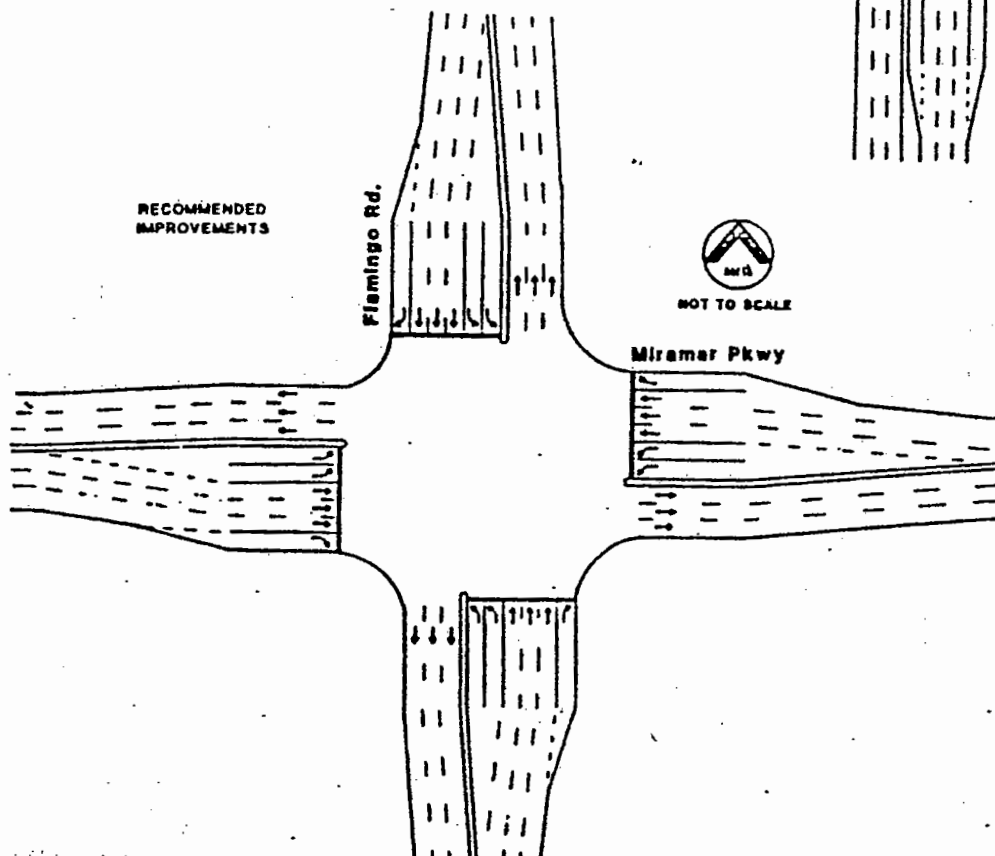 RECOMMENDED
IMPROVEMENTS
Flamingo Rd.
NOT TO SCALE
Miramar Pkwy